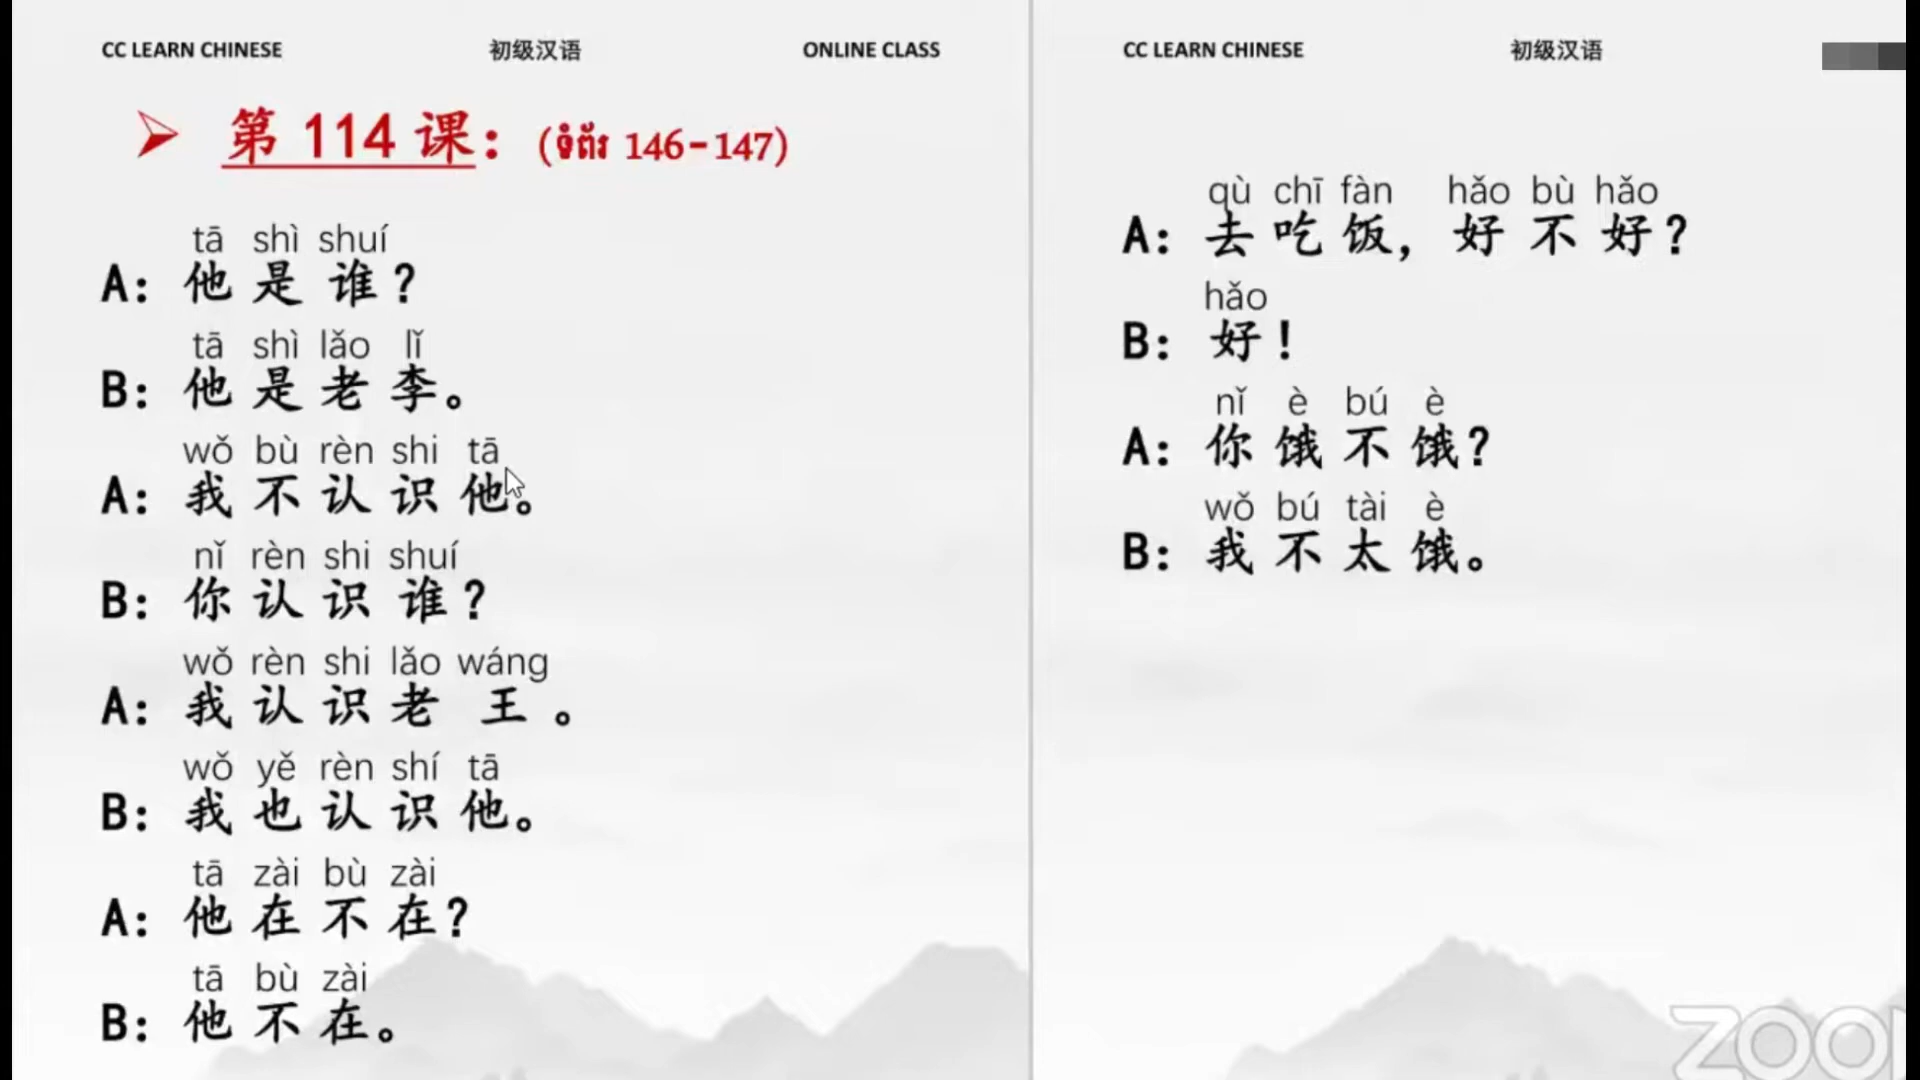 CC LEARN CHINESE 初级汉语 ONLINE CLASS
第 114 课： (ទំព័រ 146-147)
tā shì shuí
A: 他是谁？
tā shì lǎo lǐ
B: 他是老李。
wǒ bù rèn shi tā
A: 我不认识他。
nǐ rèn shi shuí
B: 你认识谁？
wǒ rèn shi lǎo wáng
A: 我认识老王。
wǒ yě rèn shí tā
B: 我也认识他。
tā zài bù zài
A: 他在不在？
tā bù zài
B: 他不在。
CC LEARN CHINESE 初级汉语
qù chī fàn hǎo bù hǎo
A: 去吃饭，好不好？
hǎo
B: 好！
nǐ è bú è
A: 你饿不饿？
wǒ bú tài è
B: 我不太饿。